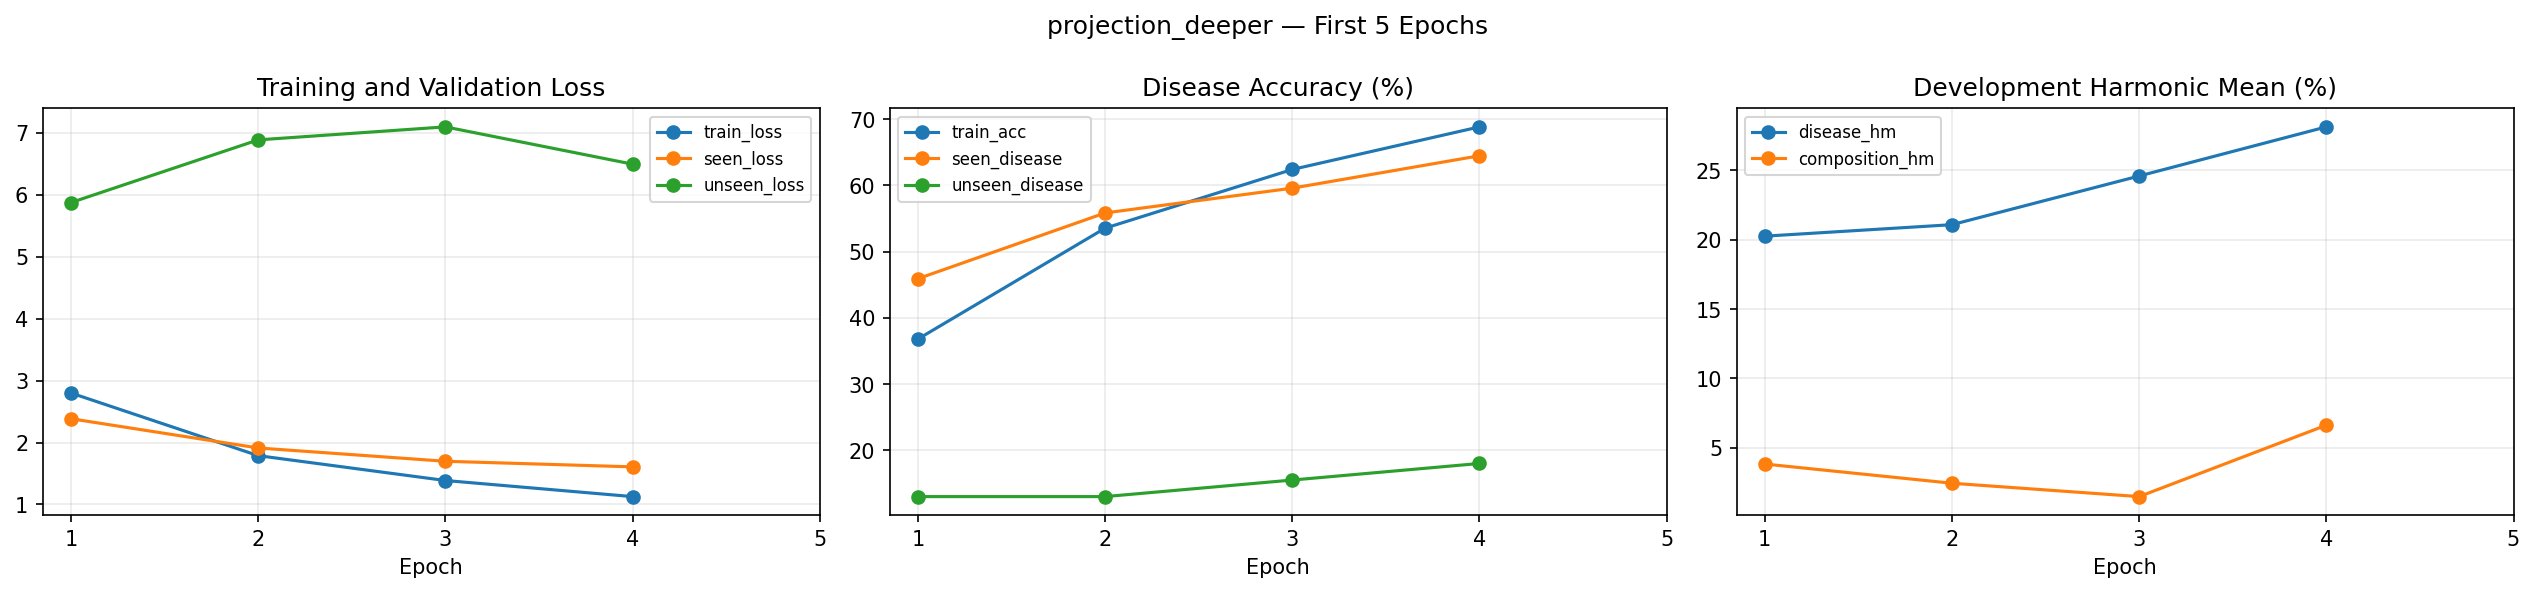 projection_deeper — First 5 Epochs
Training and Validation Loss
7
6
5
4
3
2
1
train_loss
seen_loss
unseen_loss
1 2 3 4 5
Epoch
Disease Accuracy (%)
70
60
50
40
30
20
train_acc
seen_disease
unseen_disease
1 2 3 4 5
Epoch
Development Harmonic Mean (%)
25
20
15
10
5
disease_hm
composition_hm
1 2 3 4 5
Epoch